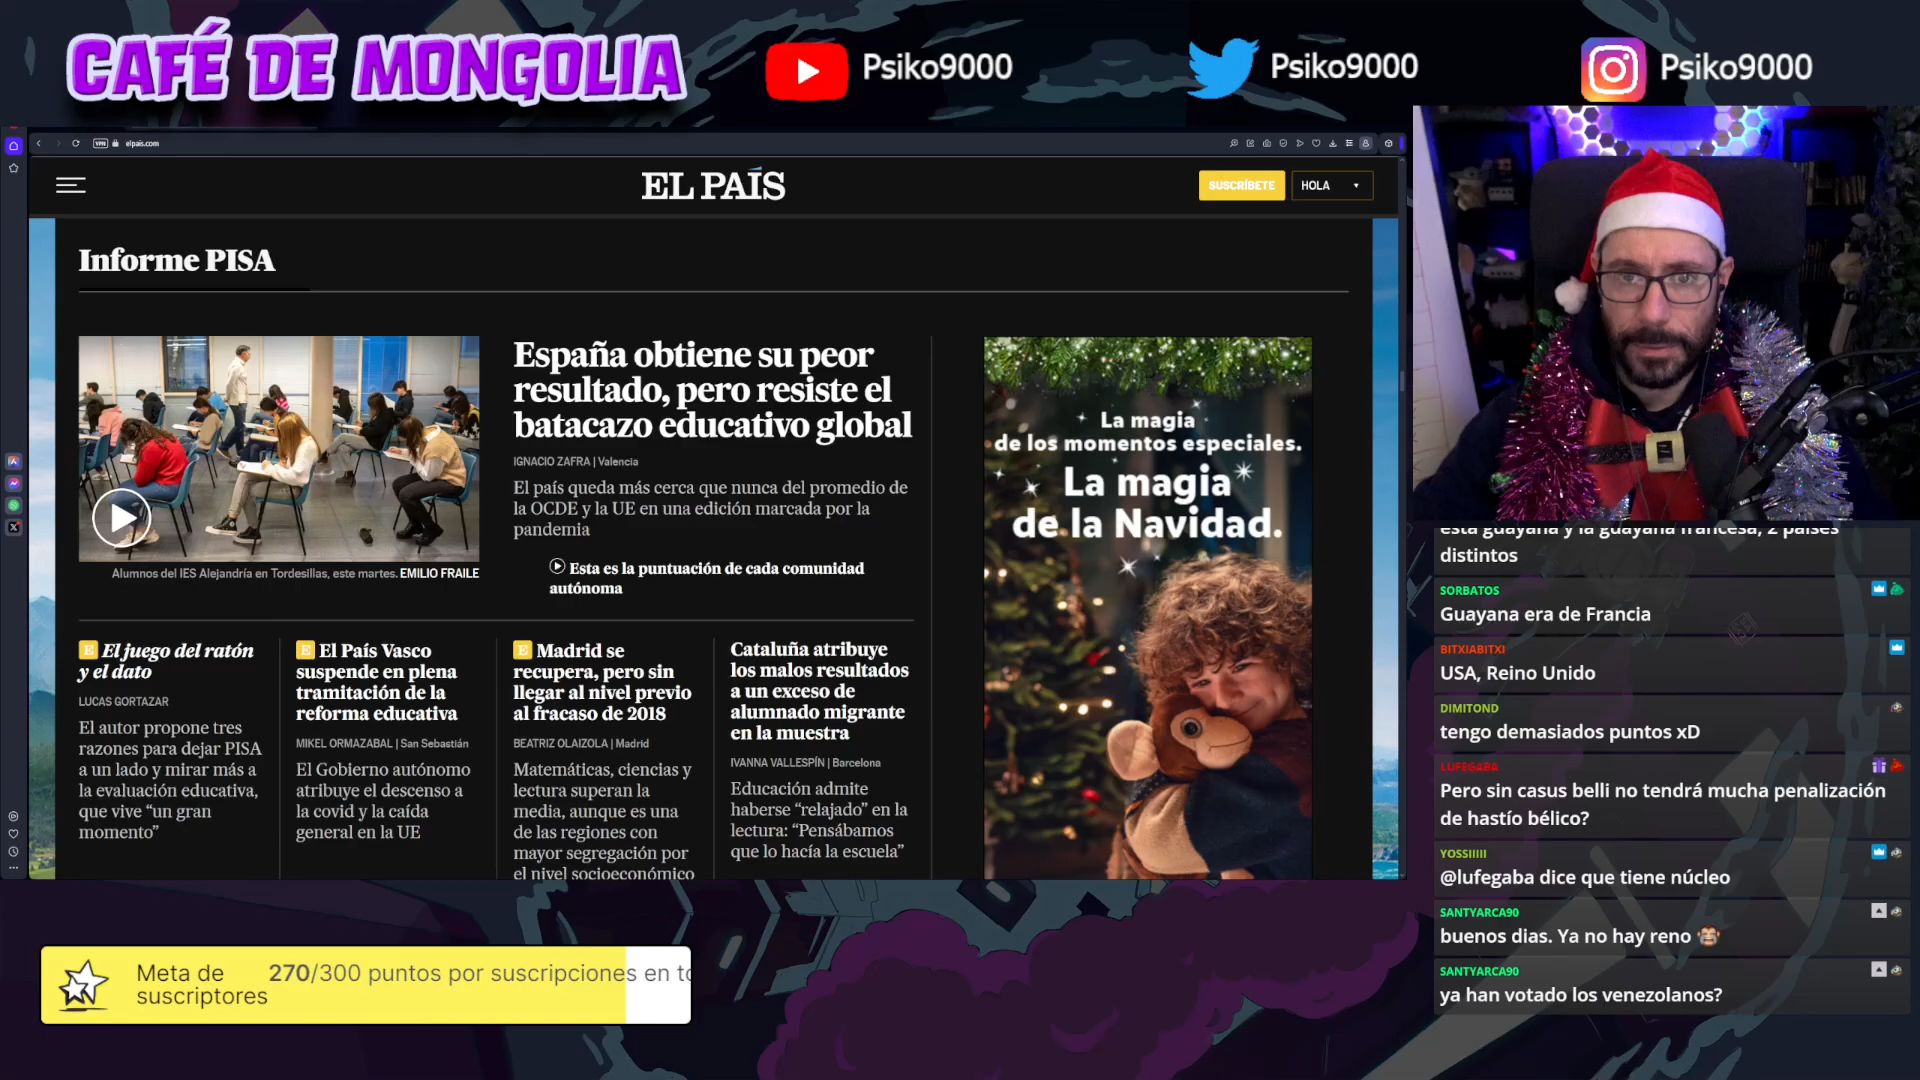 CAFÉ DE MONGOLIA
Psiko9000
Psiko9000
Psiko9000
VPN
elpais.com
EL PAÍS
SUSCRÍBETE
HOLA
Informe PISA
España obtiene su peor
resultado, pero resiste el
batacazo educativo global
IGNACIO ZAFRA | Valencia
El país queda más cerca que nunca del promedio de
la OCDE y la UE en una edición marcada por la
pandemia
Esta es la puntuación de cada comunidad
autónoma
Alumnos del IES Alejandría en Tordesillas, este martes. EMILIO FRAILE
E El juego del ratón
y el dato
LUCAS GORTAZAR
El autor propone tres
razones para dejar PISA
a un lado y mirar más a
la evaluación educativa,
que vive “un gran
momento”
E El País Vasco
suspende en plena
tramitación de la
reforma educativa
MIKEL ORMAZABAL | San Sebastián
El Gobierno autónomo
atribuye el descenso a
la covid y la caída
general en la UE
E Madrid se
recupera, pero sin
llegar al nivel previo
al fracaso de 2018
BEATRIZ OLAIZOLA | Madrid
Matemáticas, ciencias y
lectura superan la
media, aunque es una
de las regiones con
mayor segregación por
el nivel socioeconómico
Cataluña atribuye
los malos resultados
a un exceso de
alumnado migrante
en la muestra
IVANNA VALLESPÍN | Barcelona
Educación admite
haberse “relajado” en la
lectura: “Pensábamos
que lo hacía la escuela”
La magia
de los momentos especiales.
La magia
de la Navidad.
esta guayana y la guayana francesa, 2 países
distintos
SORBATOS
Guayana era de Francia
BITXIABITXI
USA, Reino Unido
DIMITOND
tengo demasiados puntos xD
LUFEGABA
Pero sin casus belli no tendrá mucha penalización
de hastío bélico?
YOSSIIIII
@lufegaba dice que tiene núcleo
SANTYARCA90
buenos dias. Ya no hay reno
SANTYARCA90
ya han votado los venezolanos?
Meta de
suscriptores
270/300 puntos por suscripciones en to